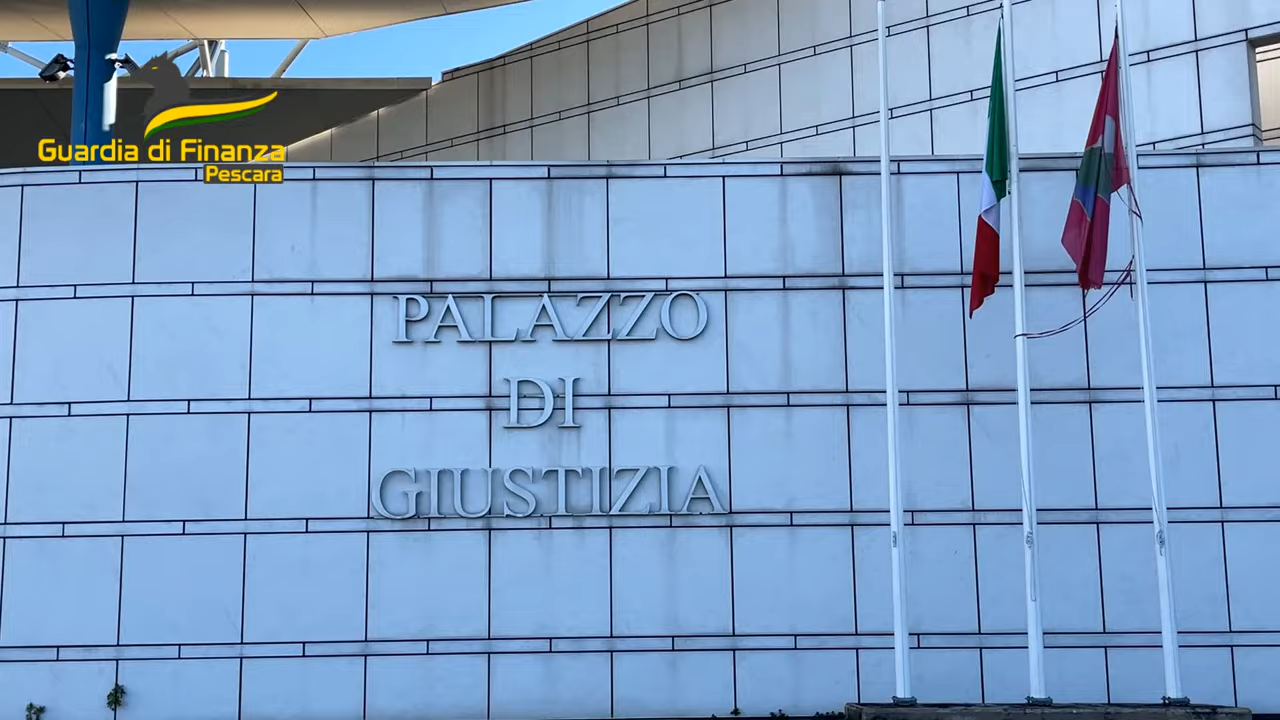 Guardia di Finanza
Pescara
PALAZZO
DI
GIUSTIZIA